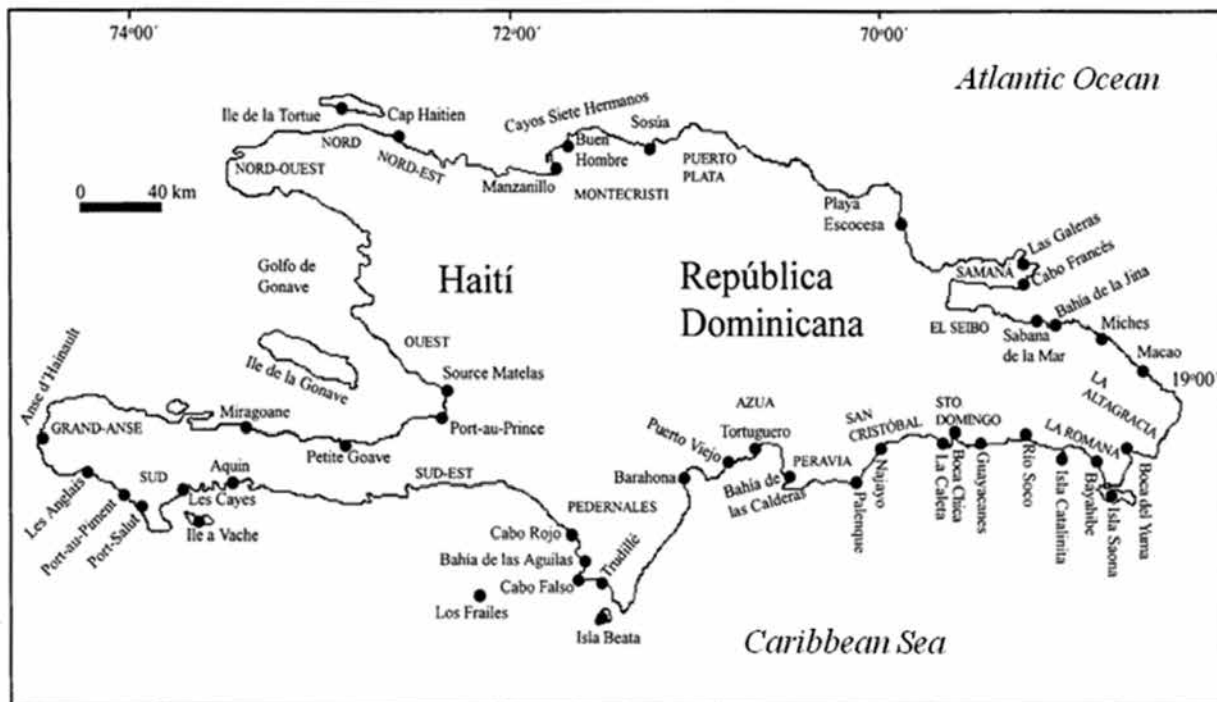 74°00´
72°00´
70°00´
Atlantic Ocean
Ile de la Tortue
Cap Haitien
Cayos Siete Hermanos
Sosúa
Buen
Hombre
NORD
NORD-EST
NORD-OUEST
Manzanillo
MONTECRISTI
PUERTO
PLATA
0 40 km
Playa
Escocesa
Las Galeras
Golfo de
Gonave
Haití
República
Dominicana
SAMANÁ
Cabo Francés
Bahía de la Jina
EL SEIBO
Sabana
de la Mar
Miches
Macao
19°00´
OUEST
Ile de la Gonave
Source Matelas
Anse d'Hainault
LA
ALTAGRACIA
Miragoane
Port-au-Prince
GRAND-ANSE
Petite Goave
AZUA
Puerto Viejo
Tortuguero
SAN
CRISTÓBAL
STO
DOMINGO
LA ROMANA
SUD
Aquin
SUD-EST
Barahona
PERAVIA
Bahía de
las Calderas
Les Anglais
Port-au-Piment
Port-Salut
Les Cayes
Ile a Vache
PEDERNALES
Palenque
Najayo
La Caleta
Boca Chica
Guayacanes
Río Soco
Isla Catalinita
Bayahibe
Isla Saona
Boca del Yuma
Cabo Rojo
Bahía de las Aguilas
Trudillé
Cabo Falso
Los Frailes
Isla Beata
Caribbean Sea